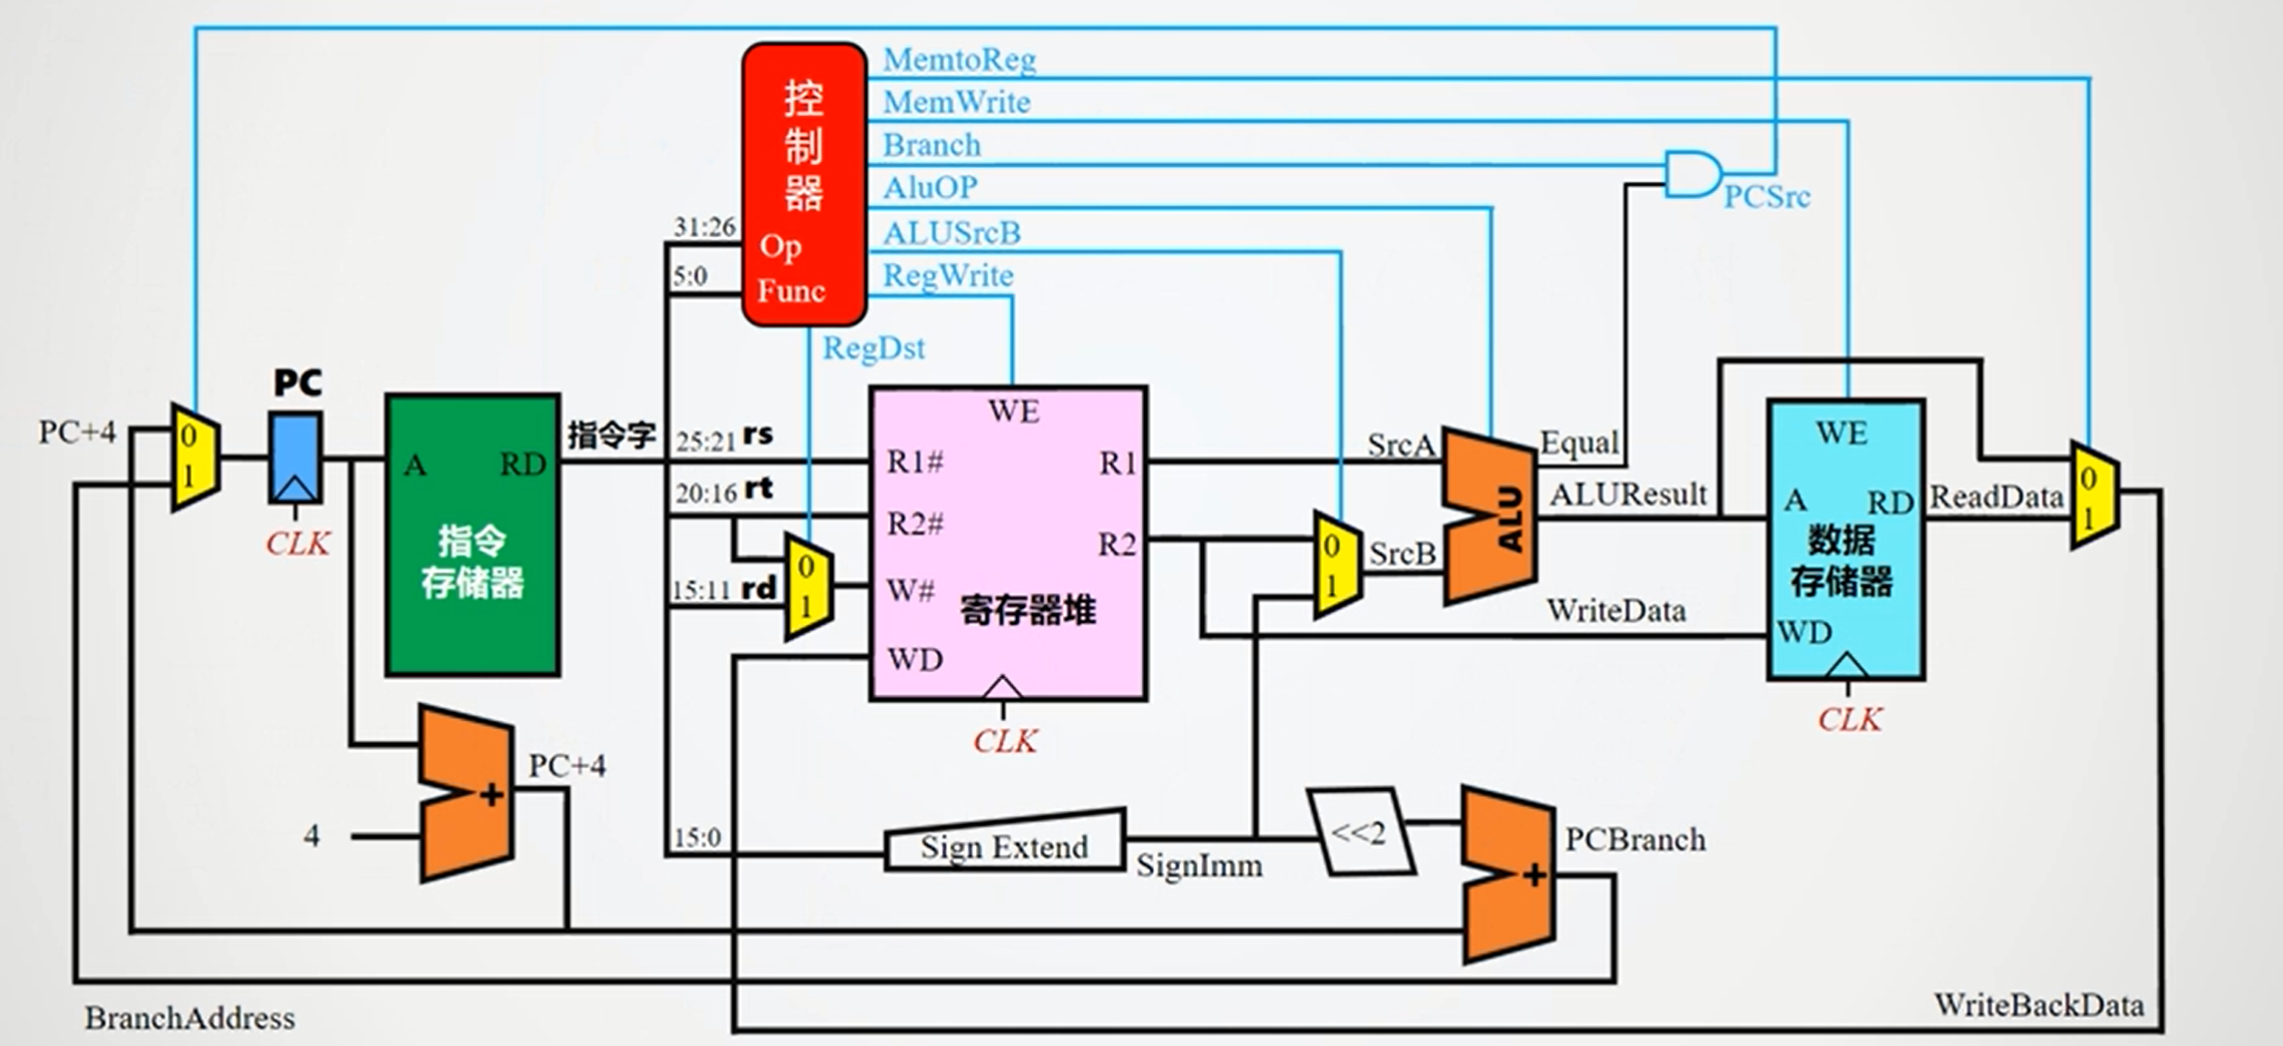 MemtoReg
MemWrite
Branch
AluOP
ALUSrcB
RegWrite
控
制
器
Op
Func
31:26
5:0
RegDst
PCSrc
PC+4
0
1
PC
CLK
A RD
指令
存储器
指令字
25:21 rs
20:16 rt
15:11 rd
0
1
WE
R1# R1
R2# R2
W#
寄存器堆
WD
CLK
0
1
SrcA
SrcB
ALU
Equal
ALUResult
WriteData
WE
A RD
数据
存储器
WD
CLK
ReadData
0
1
4
+
PC+4
15:0
Sign Extend
SignImm
<<2
+
PCBranch
BranchAddress
WriteBackData